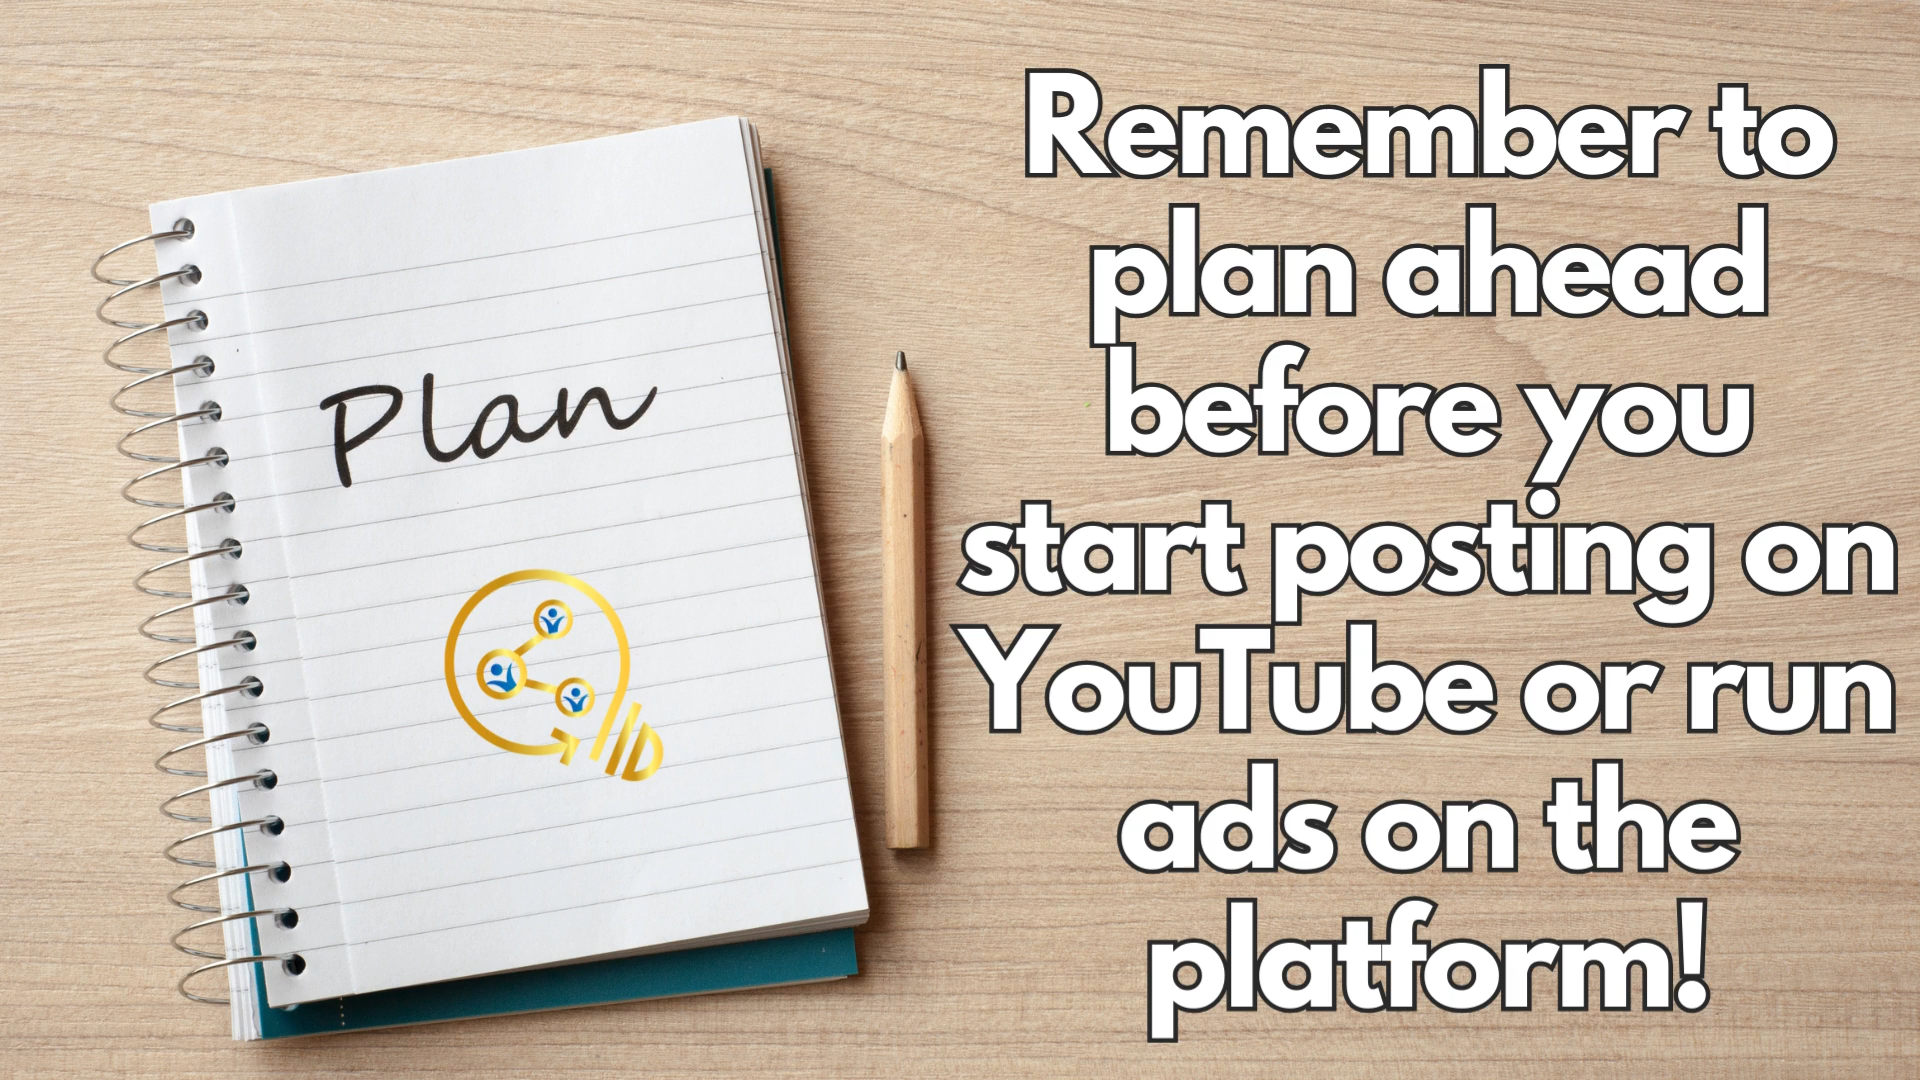 Plan
Remember to
plan ahead
before you
start posting on
YouTube or run
ads on the
platform!